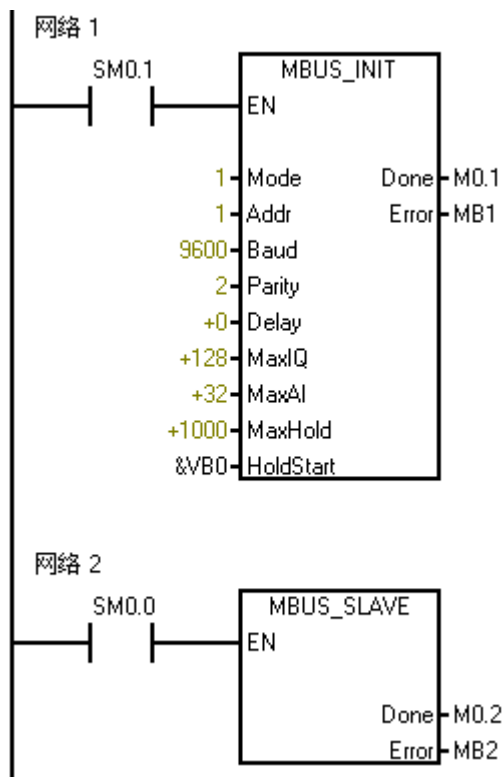 网络 1
SM0.1
MBUS_INIT
EN
1 Mode Done M0.1
1 Addr Error MB1
9600 Baud
2 Parity
+0 Delay
+128 MaxIQ
+32 MaxAI
+1000 MaxHold
&VB0 HoldStart
网络 2
SM0.0
MBUS_SLAVE
EN
Done M0.2
Error MB2